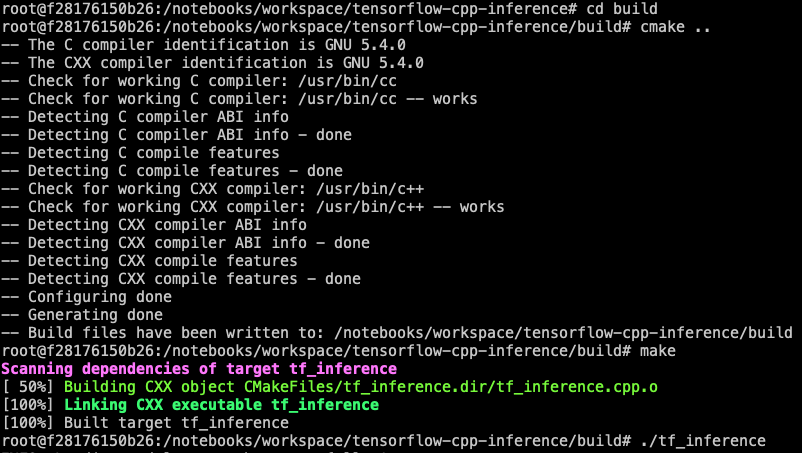 root@f28176150b26:/notebooks/workspace/tensorflow-cpp-inference# cd build
root@f28176150b26:/notebooks/workspace/tensorflow-cpp-inference/build# cmake ..
-- The C compiler identification is GNU 5.4.0
-- The CXX compiler identification is GNU 5.4.0
-- Check for working C compiler: /usr/bin/cc
-- Check for working C compiler: /usr/bin/cc -- works
-- Detecting C compiler ABI info
-- Detecting C compiler ABI info - done
-- Detecting C compile features
-- Detecting C compile features - done
-- Check for working CXX compiler: /usr/bin/c++
-- Check for working CXX compiler: /usr/bin/c++ -- works
-- Detecting CXX compiler ABI info
-- Detecting CXX compiler ABI info - done
-- Detecting CXX compile features
-- Detecting CXX compile features - done
-- Configuring done
-- Generating done
-- Build files have been written to: /notebooks/workspace/tensorflow-cpp-inference/build
root@f28176150b26:/notebooks/workspace/tensorflow-cpp-inference/build# make
Scanning dependencies of target tf_inference
[ 50%] Building CXX object CMakeFiles/tf_inference.dir/tf_inference.cpp.o
[100%] Linking CXX executable tf_inference
[100%] Built target tf_inference
root@f28176150b26:/notebooks/workspace/tensorflow-cpp-inference/build# ./tf_inference